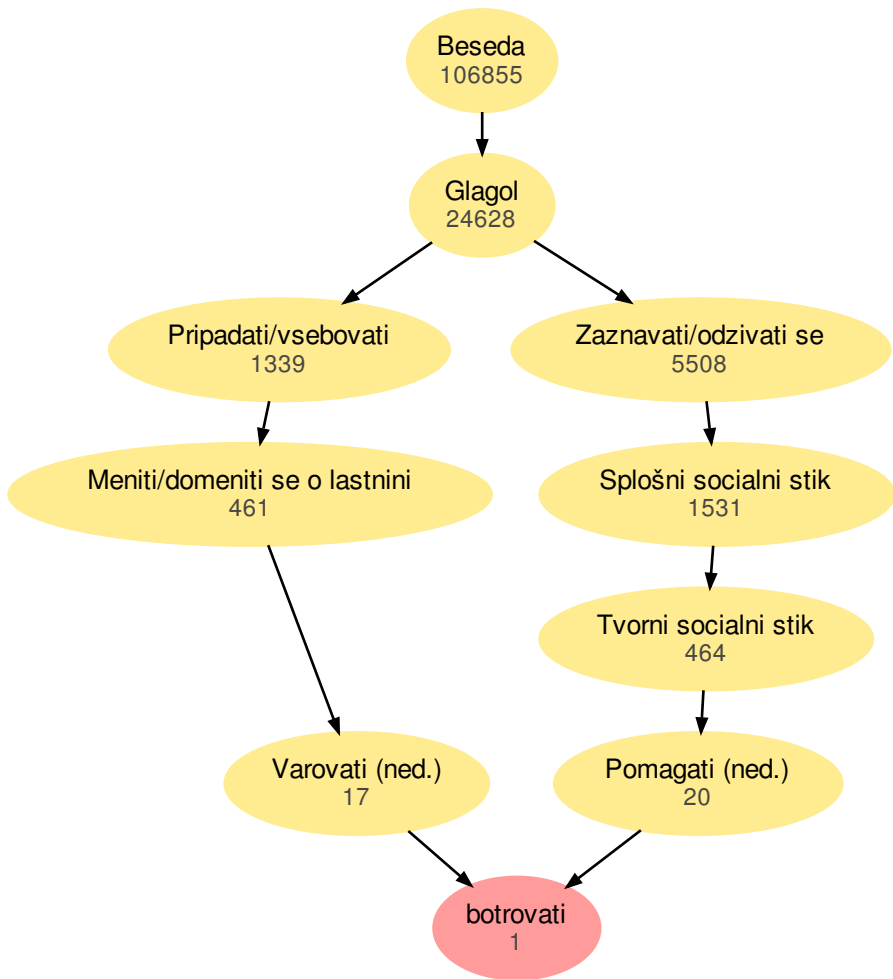 Beseda
106855
Glagol
24628
Pripadati/vsebovati
1339
Zaznavati/odzivati se
5508
Meniti/domeniti se o lastnini
461
Splošni socialni stik
1531
Tvorni socialni stik
464
Varovati (ned.)
17
Pomagati (ned.)
20
botrovati
1